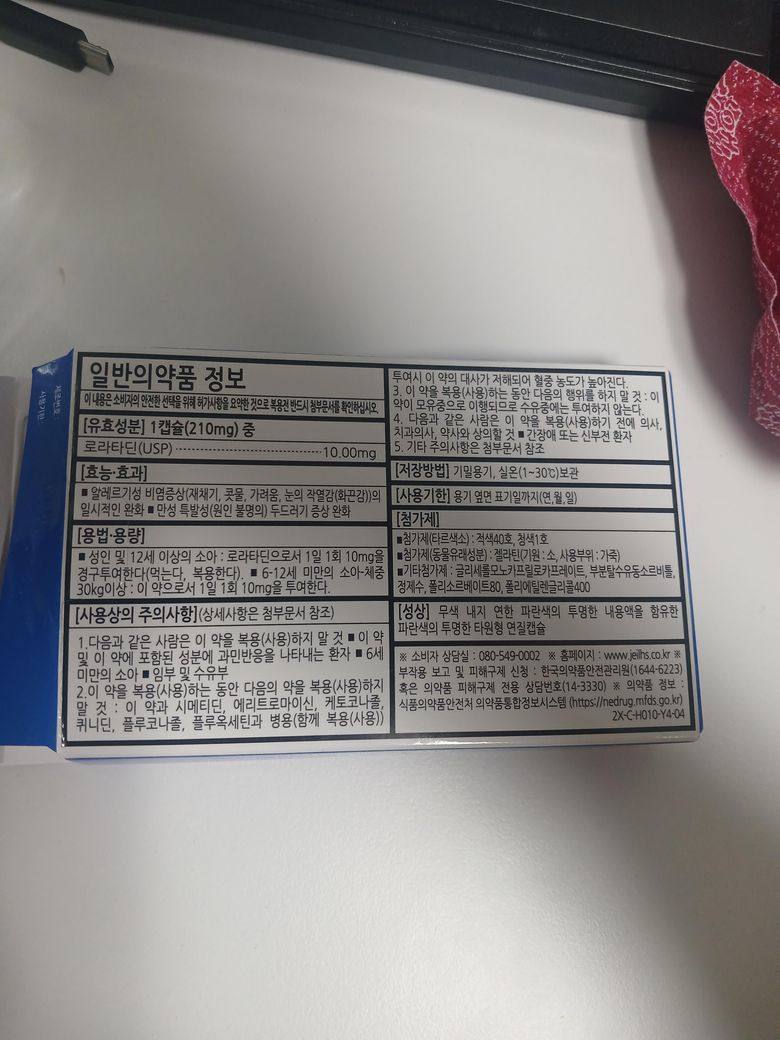 제조번호:
사용기한:
일반의약품 정보
이 내용은 소비자의 안전한 선택을 위해 허가사항을 요약한 것으로 복용전 반드시 첨부문서를 확인하십시오.
[유효성분] 1캡슐(210mg) 중
로라타딘(USP) ---------------------------- 10.00mg
[효능·효과]
■ 알레르기성 비염증상(재채기, 콧물, 가려움, 눈의 작열감(화끈감))의
일시적인 완화 ■ 만성 특발성(원인 불명의) 두드러기 증상 완화
[용법·용량]
■ 성인 및 12세 이상의 소아 : 로라타딘으로서 1일 1회 10mg을
경구투여한다(먹는다, 복용한다). ■ 6-12세 미만의 소아-체중
30kg이상 : 이 약으로서 1일 1회 10mg을 투여한다.
[사용상의 주의사항](상세사항은 첨부문서 참조)
1.다음과 같은 사람은 이 약을 복용(사용)하지 말 것 ■ 이 약
및 이 약에 포함된 성분에 과민반응을 나타내는 환자 ■ 6세
미만의 소아 ■ 임부 및 수유부
2.이 약을 복용(사용)하는 동안 다음의 약을 복용(사용)하지
말 것 : 이 약과 시메티딘, 에리트로마이신, 케토코나졸,
퀴니딘, 플루코나졸, 플루옥세틴과 병용(함께 복용(사용))
투여시 이 약의 대사가 저해되어 혈중 농도가 높아진다.
3. 이 약을 복용(사용)하는 동안 다음의 행위를 하지 말 것 : 이
약이 모유중으로 이행되므로 수유중에는 투여하지 않는다.
4. 다음과 같은 사람은 이 약을 복용(사용)하기 전에 의사,
치과의사, 약사와 상의할 것 ■ 간장애 또는 신부전 환자
5. 기타 주의사항은 첨부문서 참조
[저장방법] 기밀용기, 실온(1~30℃)보관
[사용기한] 용기 옆면 표기일까지(연,월,일)
[첨가제]
■첨가제(타르색소) : 적색40호, 청색1호
■첨가제(동물유래성분) : 젤라틴(기원 : 소, 사용부위 : 가죽)
■기타첨가제 : 글리세롤모노카프릴로카프레이트, 부분탈수유동소르비톨,
정제수, 폴리소르베이트80, 폴리에틸렌글리콜400
[성상] 무색 내지 연한 파란색의 투명한 내용액을 함유한
파란색의 투명한 타원형 연질캡슐
※ 소비자 상담실 : 080-549-0002 ※ 홈페이지 : www.jeilhs.co.kr ※
부작용 보고 및 피해구제 신청 : 한국의약품안전관리원(1644-6223)
혹은 의약품 피해구제 전용 상담번호(14-3330) ※ 의약품 정보 :
식품의약품안전처 의약품통합정보시스템 (https://nedrug.mfds.go.kr)
2X-C-H010-Y4-04